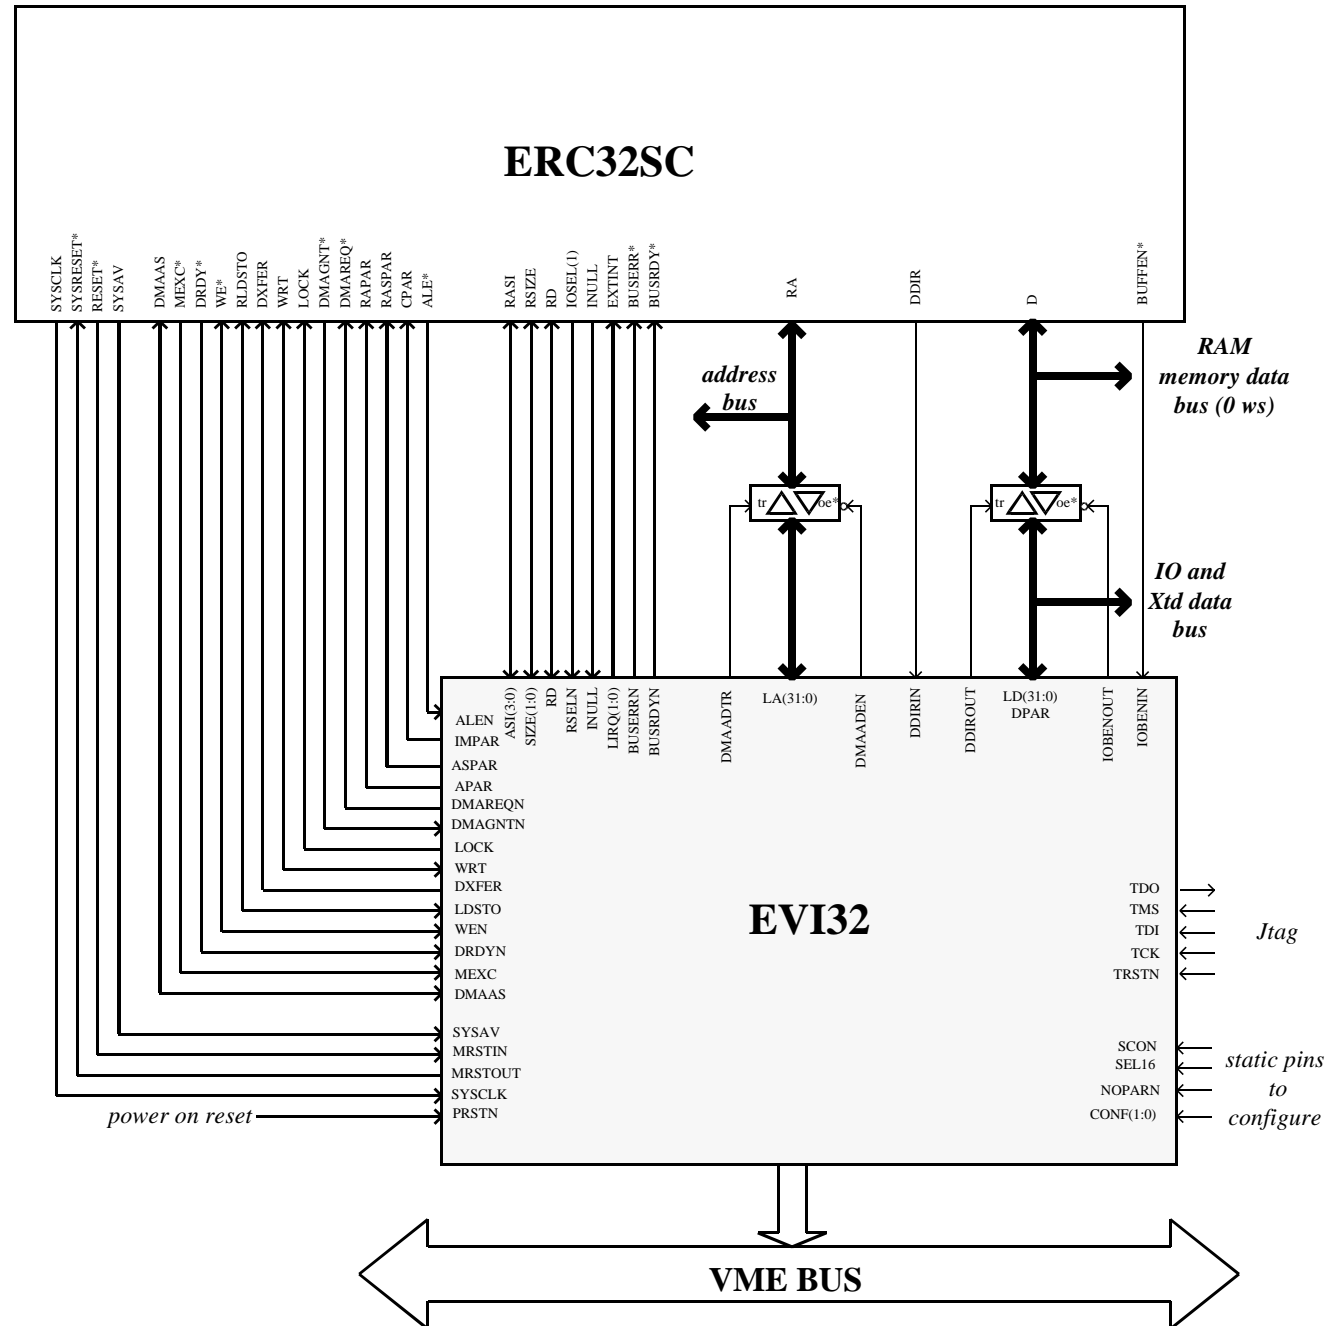 ERC32SC
SYSCLK
SYSRESET*
RESET*
SYSAV
DMAAS
MEXC*
DRDY*
WE*
RLDSTO
DXFER
WRT
LOCK
DMAGNT*
DMAREQ*
RAPAR
RASPAR
CPAR
ALE*
RASI
RSIZE
RD
IOSEL(1)
INULL
EXTINT
BUSERR*
BUSRDY*
RA
DDIR
D
BUFFEN*
address
bus
RAM
memory data
bus (0 ws)
tr
oe*
tr
oe*
IO and
Xtd data
bus
ASI(3:0)
SIZE(1:0)
RD
RSELN
INULL
LIRQ(1:0)
BUSERRN
BUSRDYN
DMAADTR
LA(31:0)
DMAADEN
DDIRIN
DDIROUT
LD(31:0)
DPAR
IOBENOUT
IOBENIN
ALEN
IMPAR
ASPAR
APAR
DMAREQN
DMAGNTN
LOCK
WRT
DXFER
LDSTO
WEN
DRDYN
MEXC
DMAAS
SYSAV
MRSTIN
MRSTOUT
SYSCLK
PRSTN
power on reset
EVI32
TDO
TMS
TDI
TCK
TRSTN
Jtag
SCON
SEL16
NOPARN
CONF(1:0)
static pins
to
configure
VME BUS